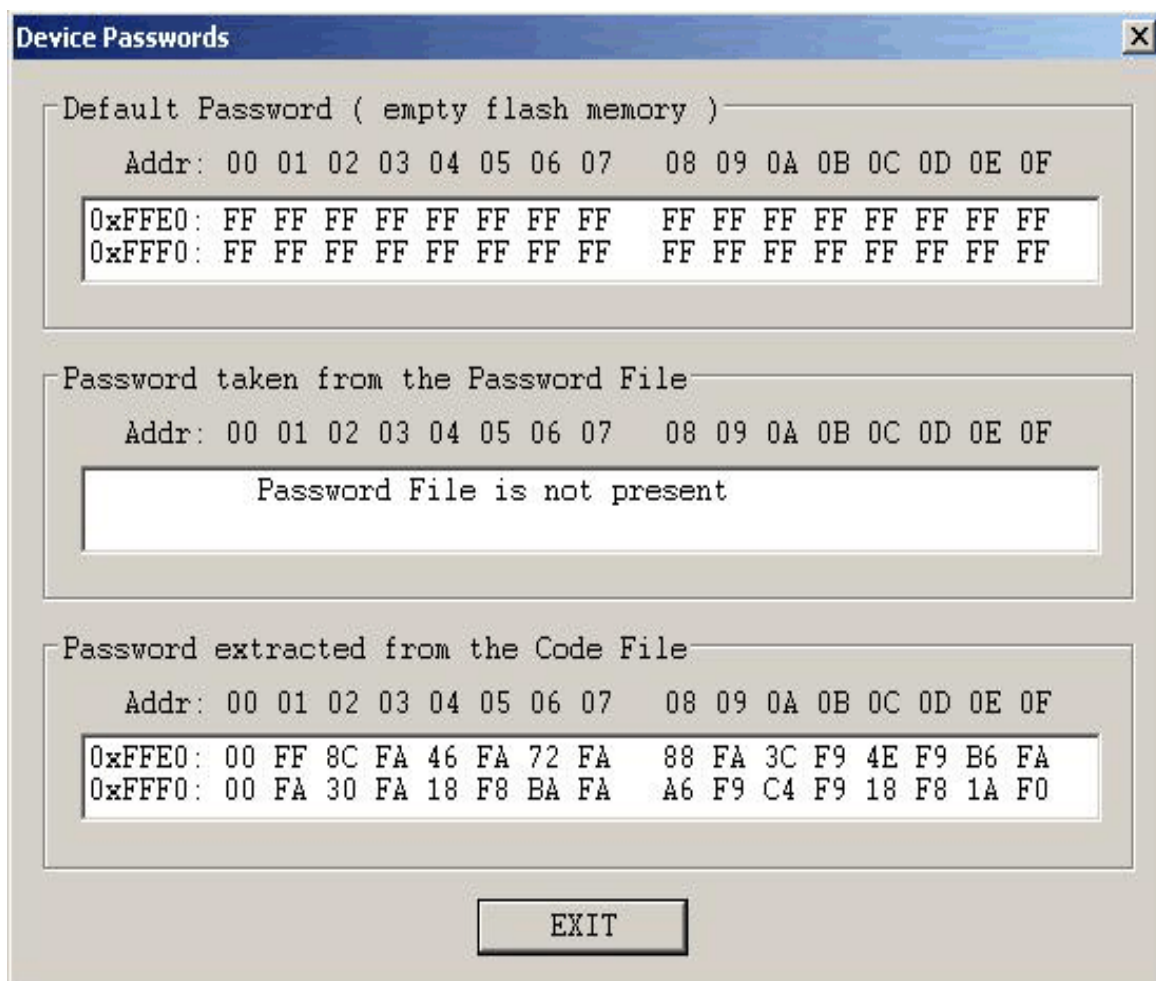 Device Passwords
Default Password ( empty flash memory )
Addr: 00 01 02 03 04 05 06 07 08 09 0A 0B 0C 0D 0E 0F
0xFFE0: FF FF FF FF FF FF FF FF FF FF FF FF FF FF FF FF
0xFFF0: FF FF FF FF FF FF FF FF FF FF FF FF FF FF FF FF
Password taken from the Password File
Addr: 00 01 02 03 04 05 06 07 08 09 0A 0B 0C 0D 0E 0F
Password File is not present
Password extracted from the Code File
Addr: 00 01 02 03 04 05 06 07 08 09 0A 0B 0C 0D 0E 0F
0xFFE0: 00 FF 8C FA 46 FA 72 FA 88 FA 3C F9 4E F9 B6 FA
0xFFF0: 00 FA 30 FA 18 F8 BA FA A6 F9 C4 F9 18 F8 1A F0
EXIT